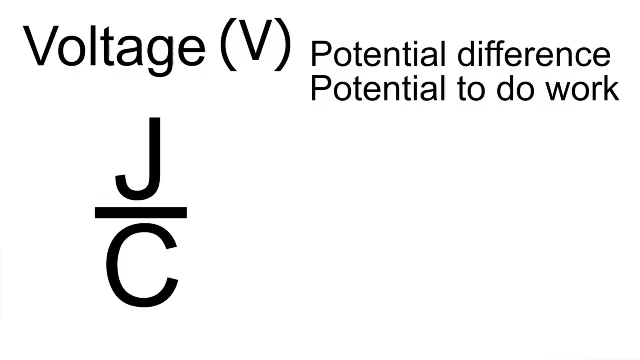 Voltage (V)
Potential difference
Potential to do work
J
C